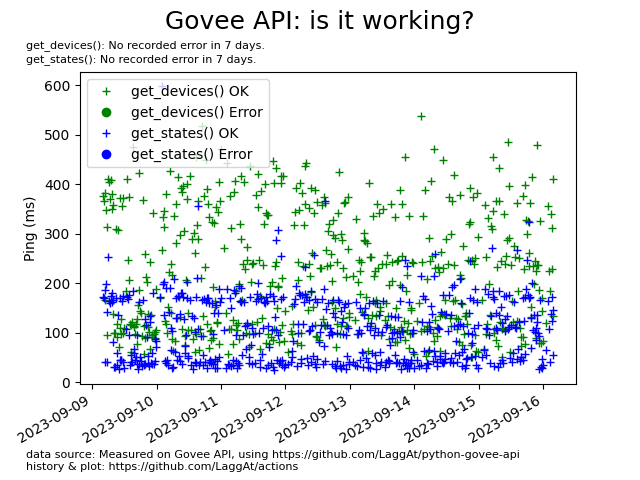 Govee API: is it working?
get_devices(): No recorded error in 7 days.
get_states(): No recorded error in 7 days.
get_devices() OK
get_devices() Error
get_states() OK
get_states() Error
Ping (ms)
600
500
400
300
200
100
0
2023-09-09
2023-09-10
2023-09-11
2023-09-12
2023-09-13
2023-09-14
2023-09-15
2023-09-16
data source: Measured on Govee API, using https://github.com/LaggAt/python-govee-api
history & plot: https://github.com/LaggAt/actions